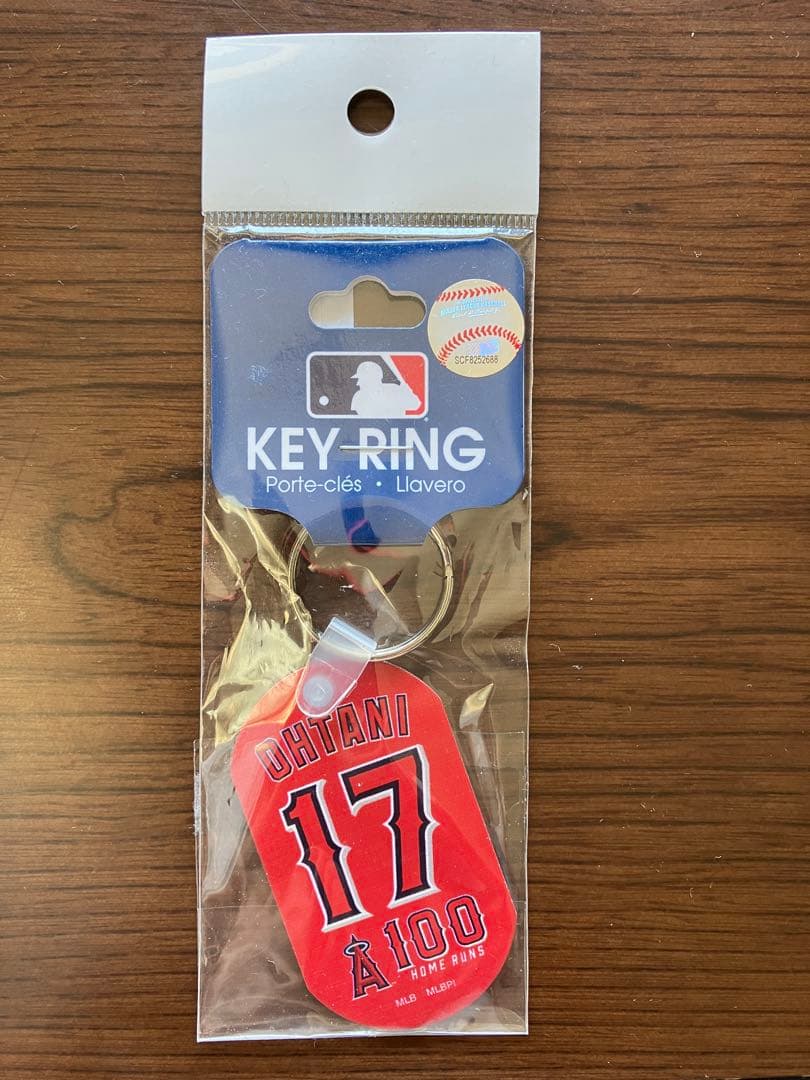 SCF8252688
KEY RING
Porte-clés • Llavero
OHTANI
17
A 100
HOME RUNS
MLB MLBPI